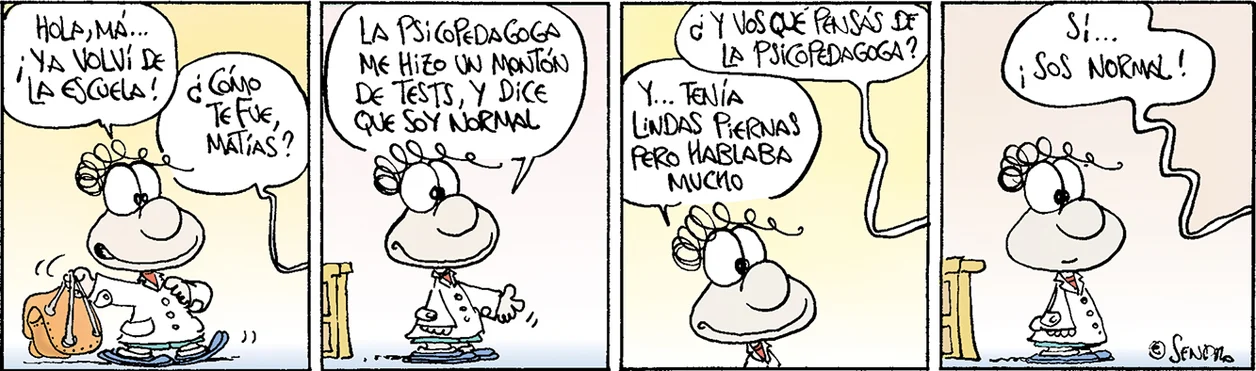 HOLA, MÁ...
¡YA VOLVÍ DE
LA ESCUELA!
¿CÓMO
TE FUE,
MATÍAS?
LA PSICOPEDAGOGA
ME HIZO UN MONTÓN
DE TESTS, Y DICE
QUE SOY NORMAL
¿Y VOS QUÉ PENSÁS DE
LA PSICOPEDAGOGA?
Y... TENÍA
LINDAS PIERNAS
PERO HABLABA
MUCHO
SÍ...
¡SOS NORMAL!
© SENDRA